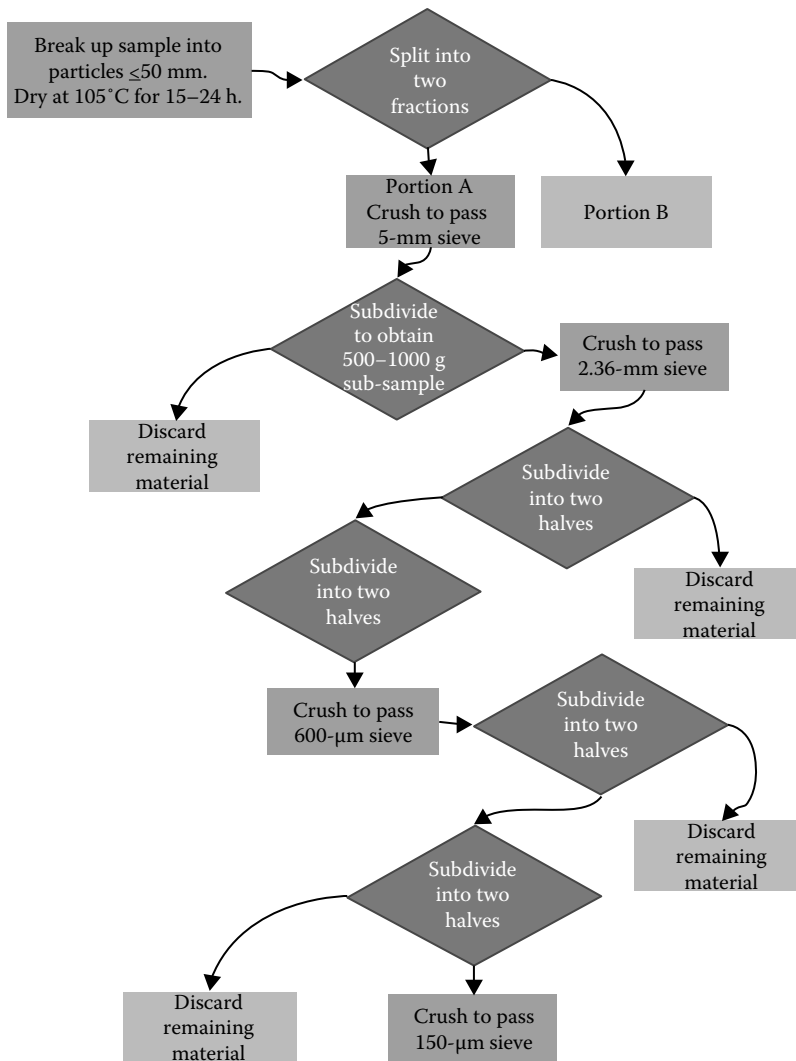 Break up sample into
particles ≤50 mm.
Dry at 105˚C for 15–24 h.
Split into
two
fractions
Portion A
Crush to pass
5-mm sieve
Portion B
Subdivide
to obtain
500–1000 g
sub-sample
Crush to pass
2.36-mm sieve
Discard
remaining
material
Subdivide
into two
halves
Subdivide
into two
halves
Discard
remaining
material
Crush to pass
600-μm sieve
Subdivide
into two
halves
Discard
remaining
material
Subdivide
into two
halves
Discard
remaining
material
Crush to pass
150-μm sieve